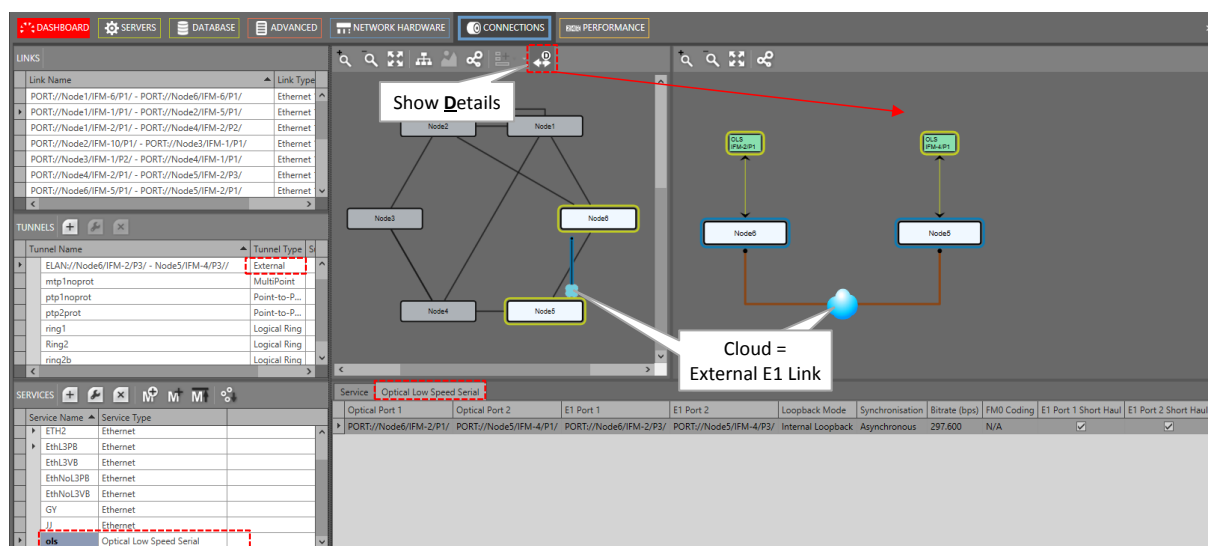 DASHBOARD SERVERS DATABASE ADVANCED NETWORK HARDWARE CONNECTIONS PERFORMANCE
LINKS
Link Name Link Type
PORT://Node1/IFM-6/P1/ - PORT://Node6/IFM-6/P1/ Ethernet
PORT://Node1/IFM-1/P1/ - PORT://Node2/IFM-5/P1/ Ethernet
PORT://Node1/IFM-2/P1/ - PORT://Node4/IFM-2/P2/ Ethernet
PORT://Node2/IFM-10/P1/ - PORT://Node3/IFM-1/P1/ Ethernet
PORT://Node3/IFM-1/P2/ - PORT://Node4/IFM-1/P1/ Ethernet
PORT://Node4/IFM-2/P1/ - PORT://Node5/IFM-2/P3/ Ethernet
PORT://Node6/IFM-5/P1/ - PORT://Node5/IFM-2/P1/ Ethernet
TUNNELS
Tunnel Name Tunnel Type
ELAN://Node6/IFM-2/P3/ - Node5/IFM-4/P3// External
mtp1noprot MultiPoint
ptp1noprot Point-to-P...
ptp2prot Point-to-P...
ring1 Logical Ring
Ring2 Logical Ring
ring2b Logical Ring
SERVICES
Service Name Service Type
ETH2 Ethernet
EthL3PB Ethernet
EthL3VB Ethernet
EthNoL3PB Ethernet
EthNoL3VB Ethernet
GY Ethernet
JJ Ethernet
ols Optical Low Speed Serial
Show Details
Node2
Node1
Node3
Node6
Node4
Node5
OLS
IFM-2/P1
OLS
IFM-4/P1
Node6
Node5
Cloud =
External E1 Link
Service Optical Low Speed Serial
Optical Port 1 Optical Port 2 E1 Port 1 E1 Port 2 Loopback Mode Synchronisation Bitrate (bps) FM0 Coding E1 Port 1 Short Haul E1 Port 2 Short Haul
PORT://Node6/IFM-2/P1/ PORT://Node5/IFM-4/P1/ PORT://Node6/IFM-2/P3/ PORT://Node5/IFM-4/P3/ Internal Loopback Asynchronous 297.600 N/A